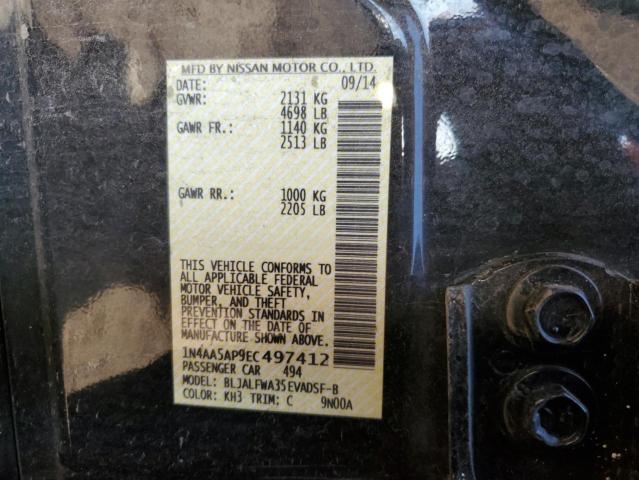 MFD BY NISSAN MOTOR CO., LTD.
DATE: 09/14
GVWR: 2131 KG
4698 LB
GAWR FR.: 1140 KG
2513 LB
GAWR RR.: 1000 KG
2205 LB
THIS VEHICLE CONFORMS TO
ALL APPLICABLE FEDERAL
MOTOR VEHICLE SAFETY,
BUMPER, AND THEFT
PREVENTION STANDARDS IN
EFFECT ON THE DATE OF
MANUFACTURE SHOWN ABOVE.
1N4AA5AP9EC497412
PASSENGER CAR 494
MODEL: BLJALFWA35EVADSF-B
COLOR: KH3 TRIM: C 9N00A